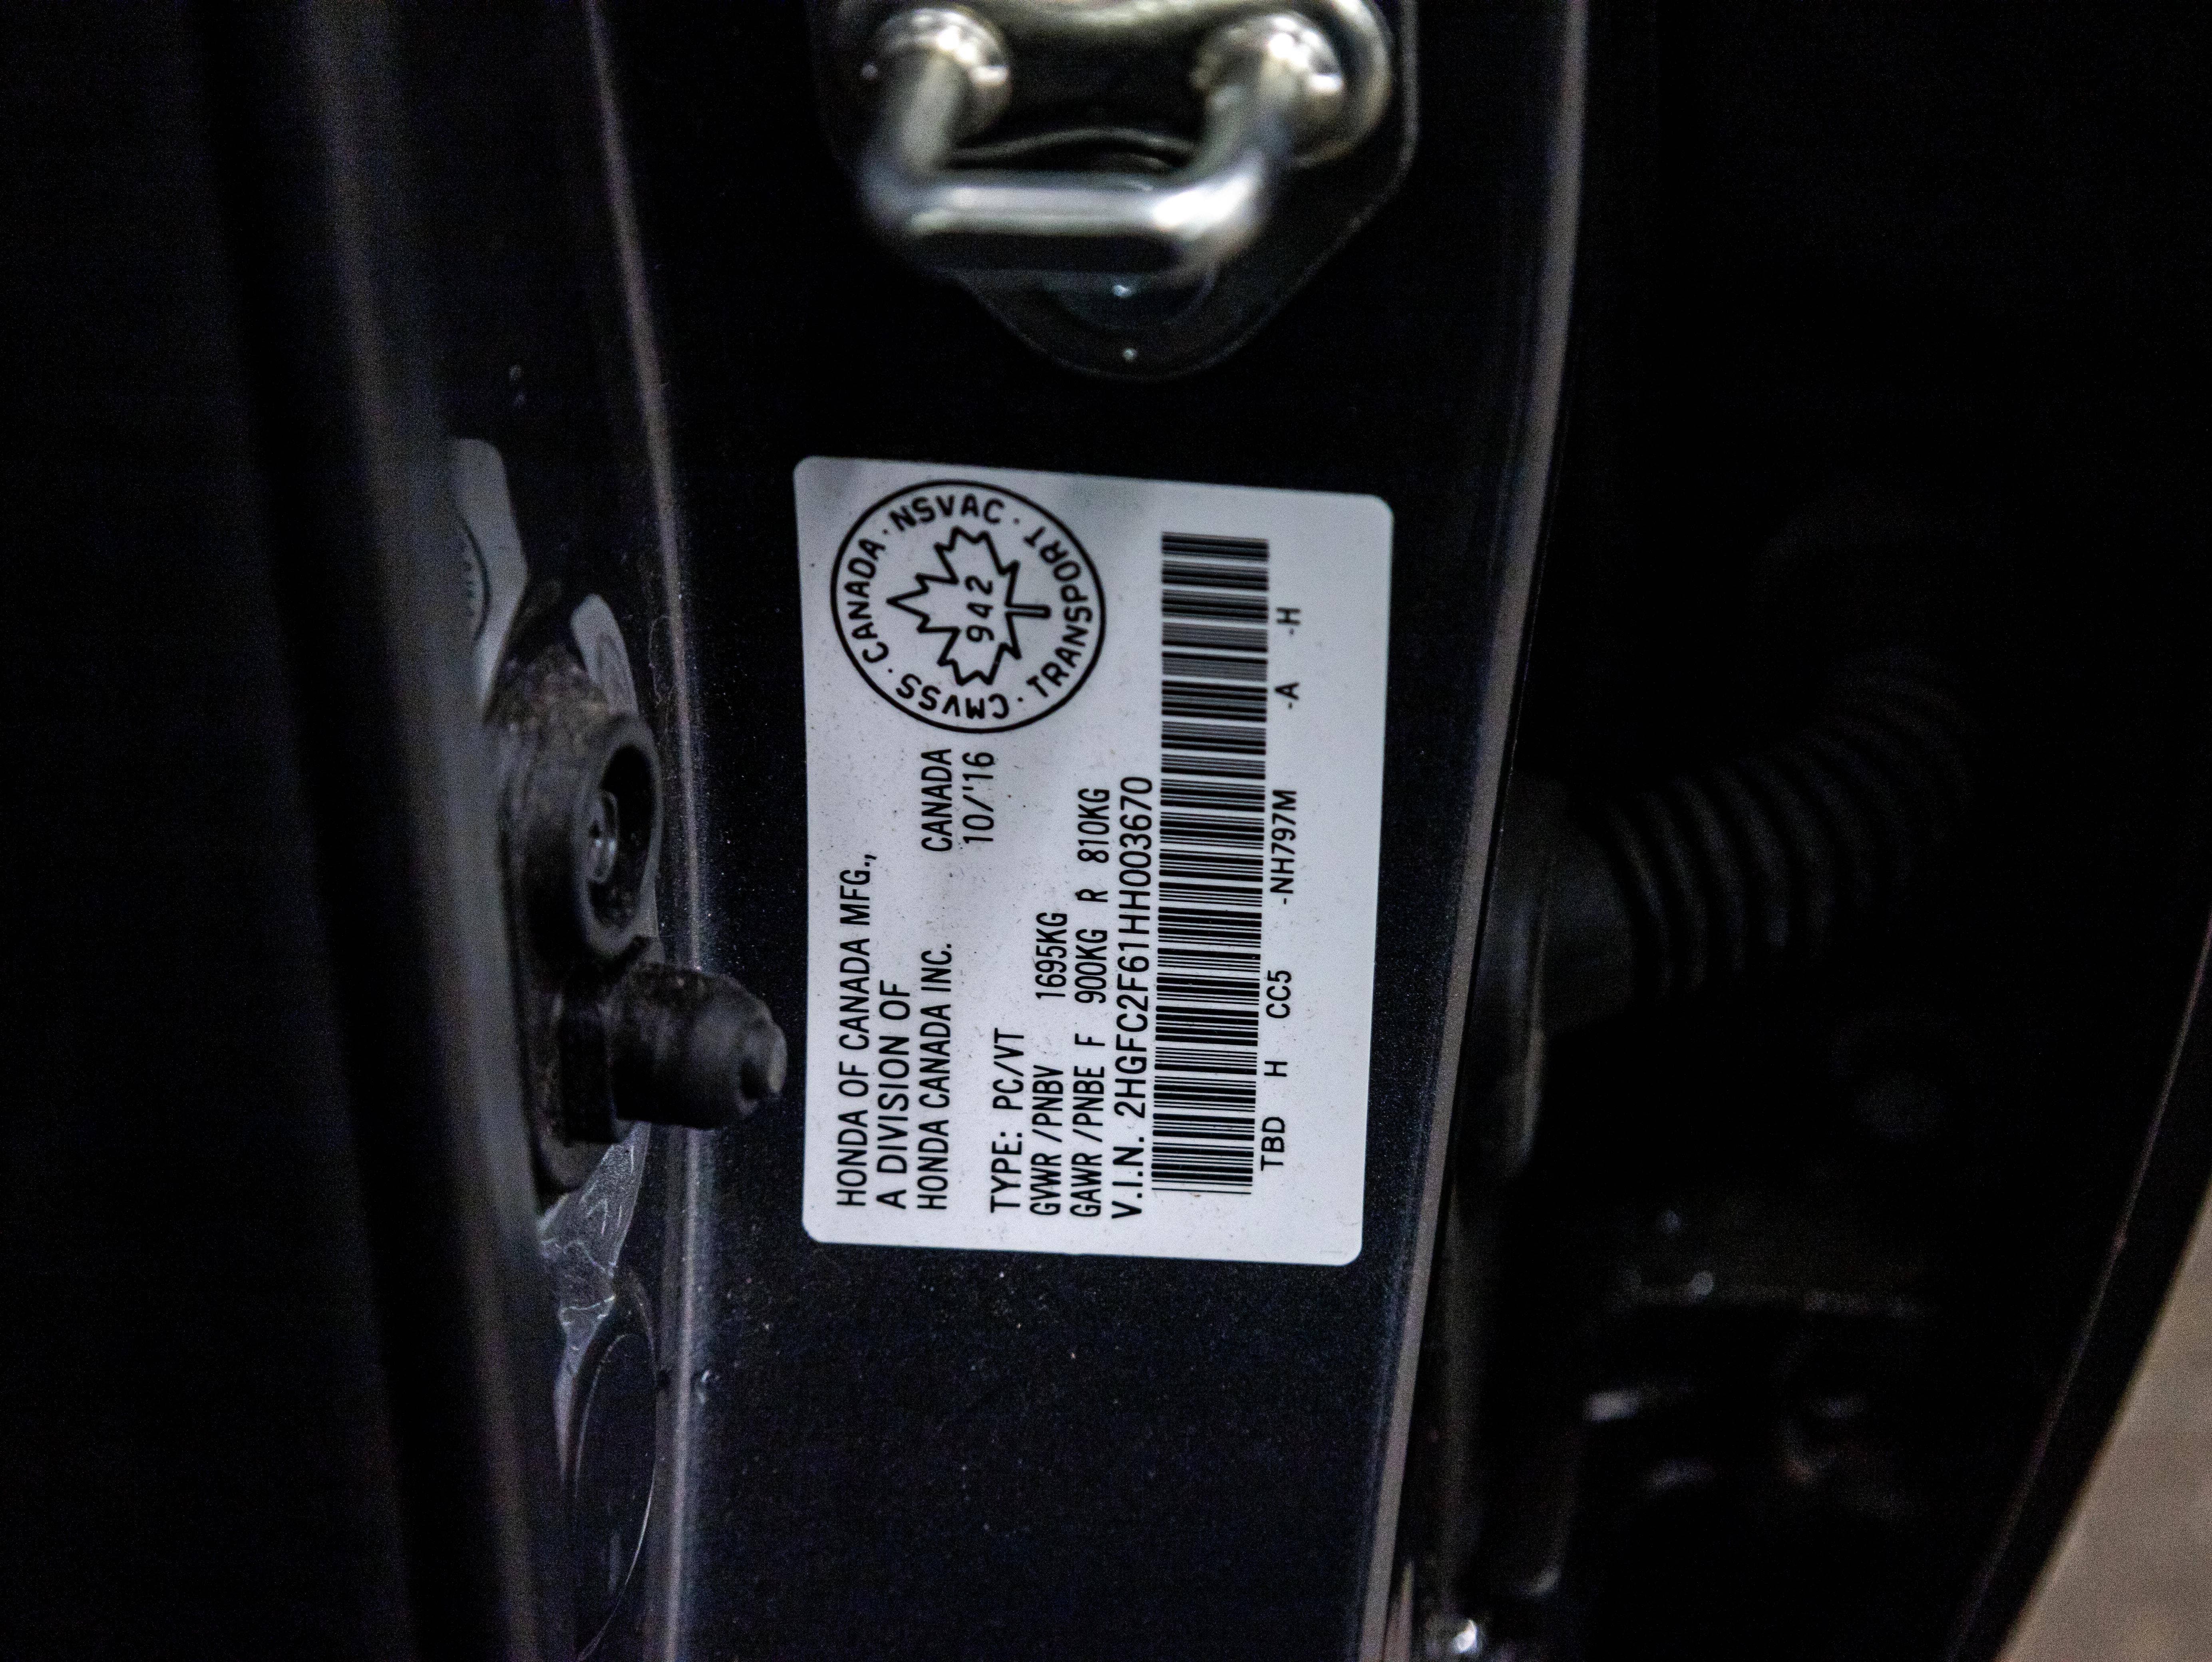 HONDA OF CANADA MFG.,
A DIVISION OF
HONDA CANADA INC. CANADA
10/'16
TYPE: PC/VT
GVWR /PNBV 1695KG
GAWR /PNBE F 900KG R 810KG
V.I.N. 2HGFC2F61HH003670
TBD H CC5 -NH797M -A -H
CMVSS · CANADA · NSVAC · TRANSPORT ·
942